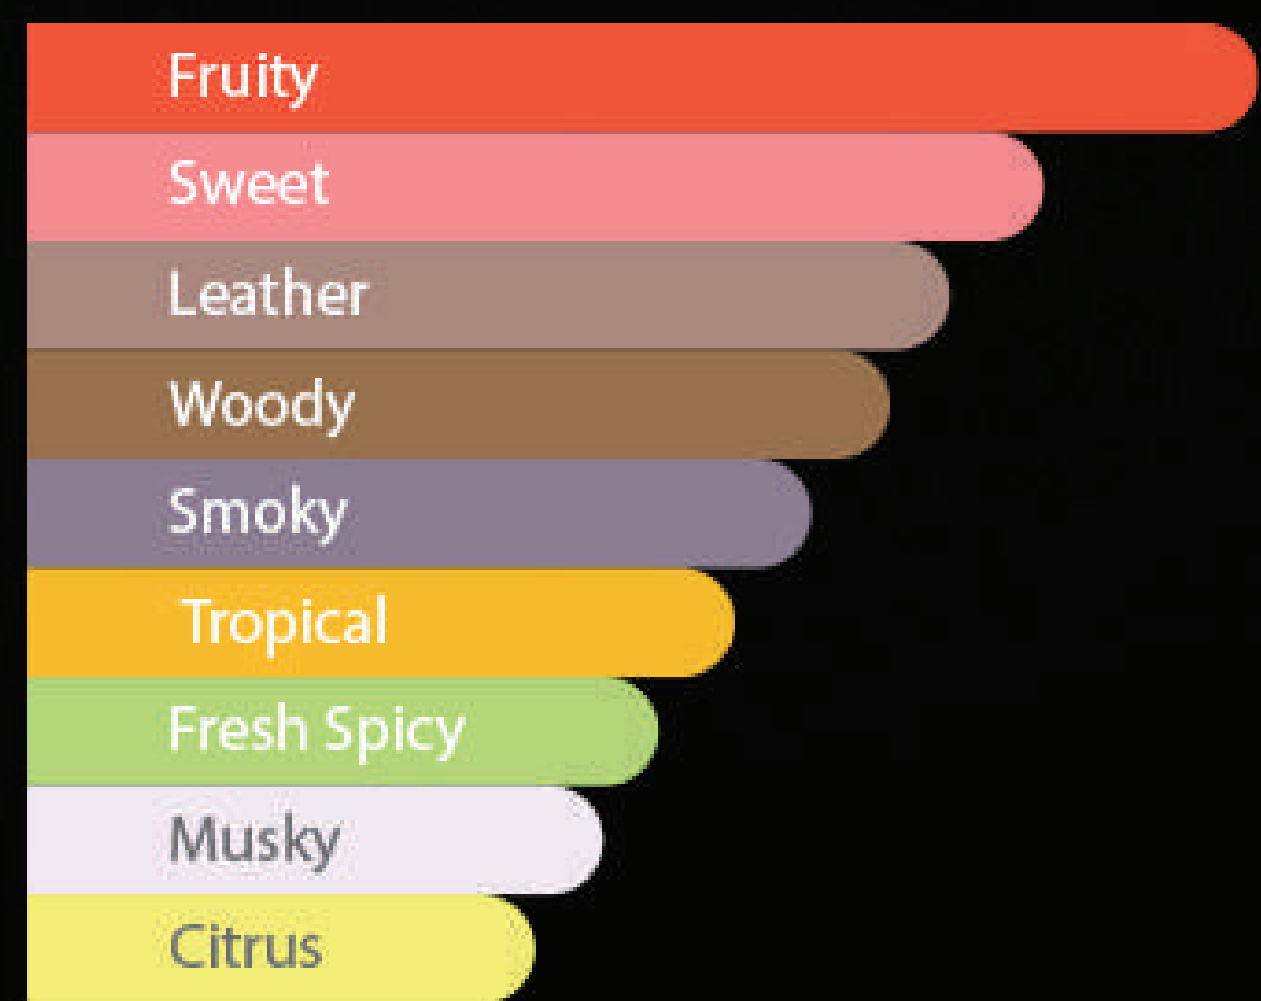 Fruity
Sweet
Leather
Woody
Smoky
Tropical
Fresh Spicy
Musky
Citrus